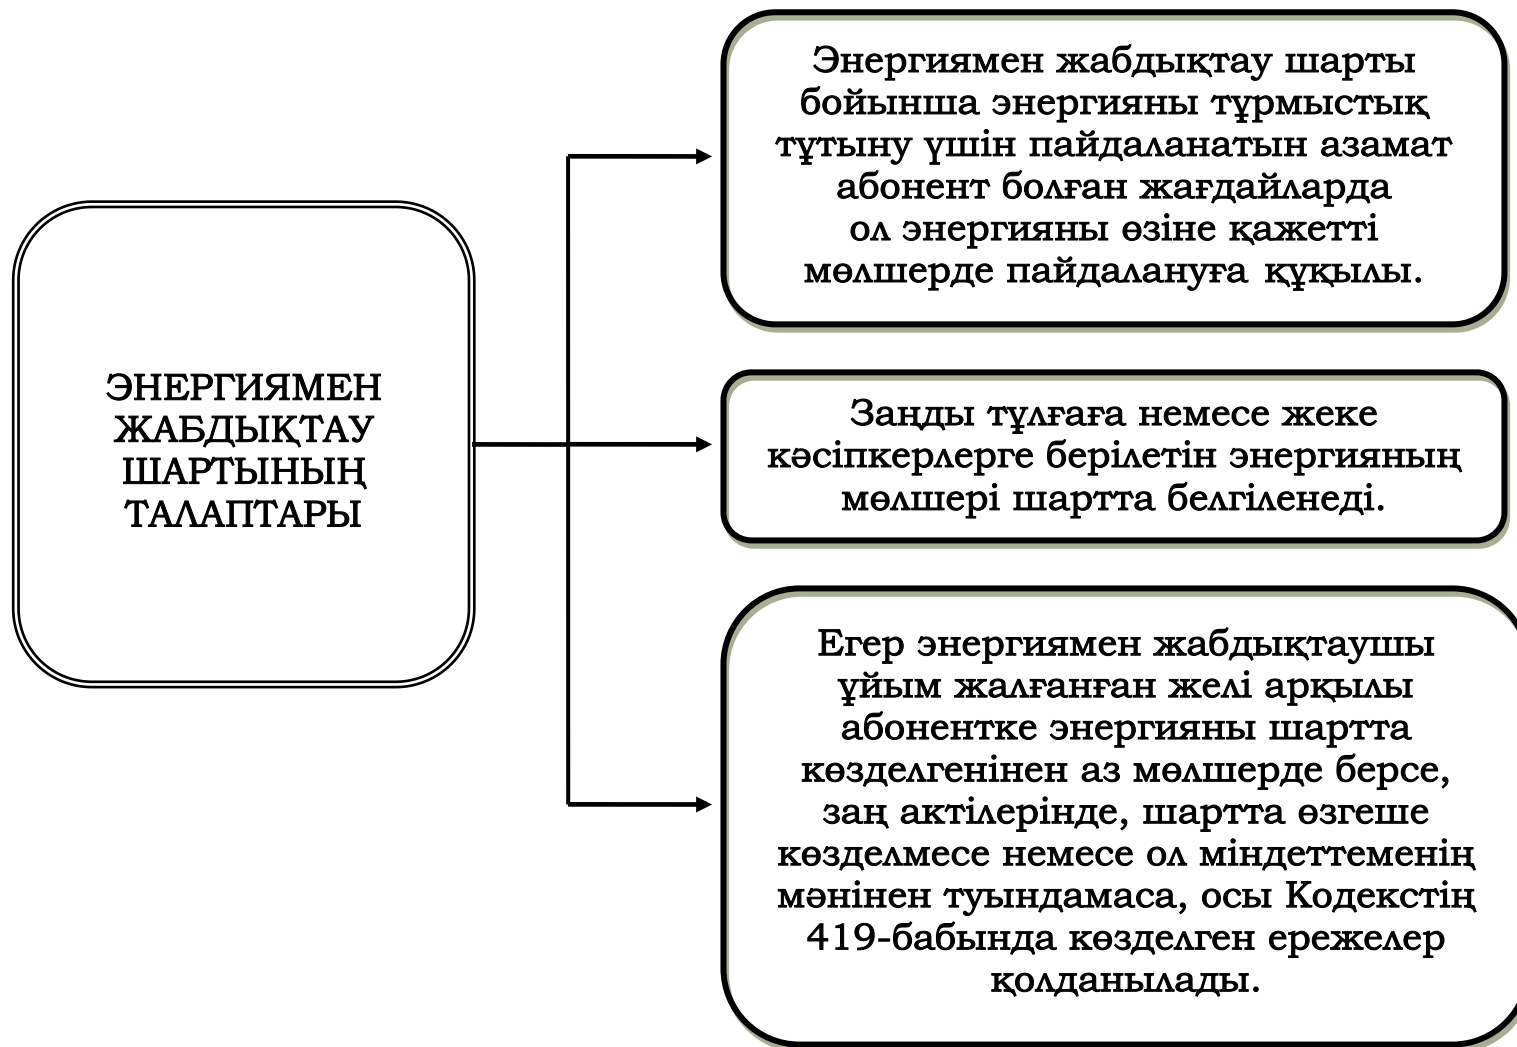 ЭНЕРГИЯМЕН
ЖАБДЫҚТАУ
ШАРТЫНЫҢ
ТАЛАПТАРЫ
Энергиямен жабдықтау шарты
бойынша энергияны тұрмыстық
тұтыну үшін пайдаланатын азамат
абонент болған жағдайларда
ол энергияны өзіне қажетті
мөлшерде пайдалануға құқылы.
Заңды тұлғаға немесе жеке
кәсіпкерлерге берілетін энергияның
мөлшері шартта белгіленеді.
Егер энергиямен жабдықтаушы
ұйым жалғанған желі арқылы
абонентке энергияны шартта
көзделгенінен аз мөлшерде берсе,
заң актілерінде, шартта өзгеше
көзделмесе немесе ол міндеттеменің
мәнінен туындамаса, осы Кодекстің
419-бабында көзделген ережелер
қолданылады.